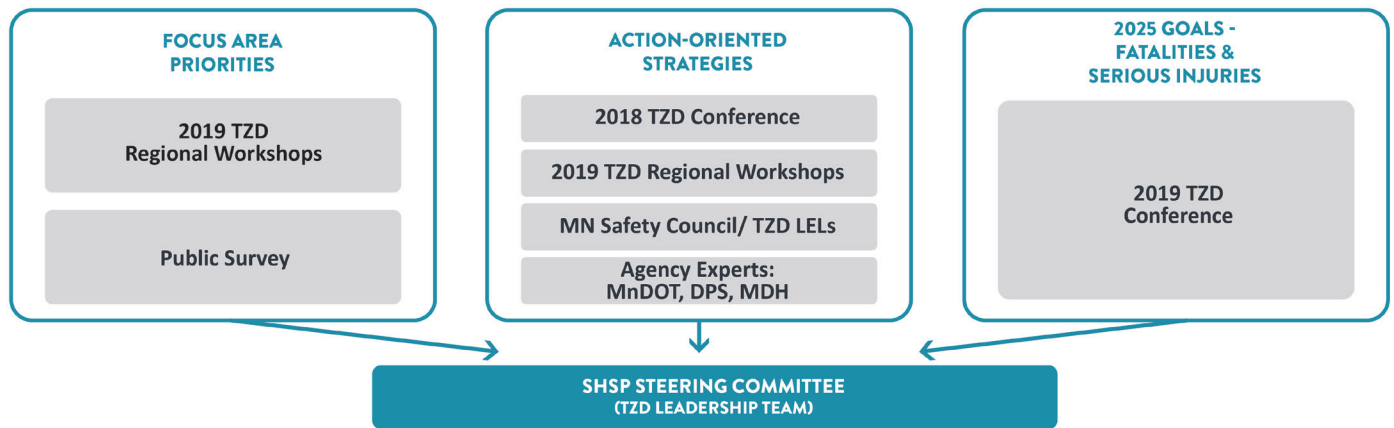 FOCUS AREA
PRIORITIES
2019 TZD
Regional Workshops
Public Survey
ACTION-ORIENTED
STRATEGIES
2018 TZD Conference
2019 TZD Regional Workshops
MN Safety Council/ TZD LELs
Agency Experts:
MnDOT, DPS, MDH
2025 GOALS -
FATALITIES &
SERIOUS INJURIES
2019 TZD
Conference
SHSP STEERING COMMITTEE
(TZD LEADERSHIP TEAM)